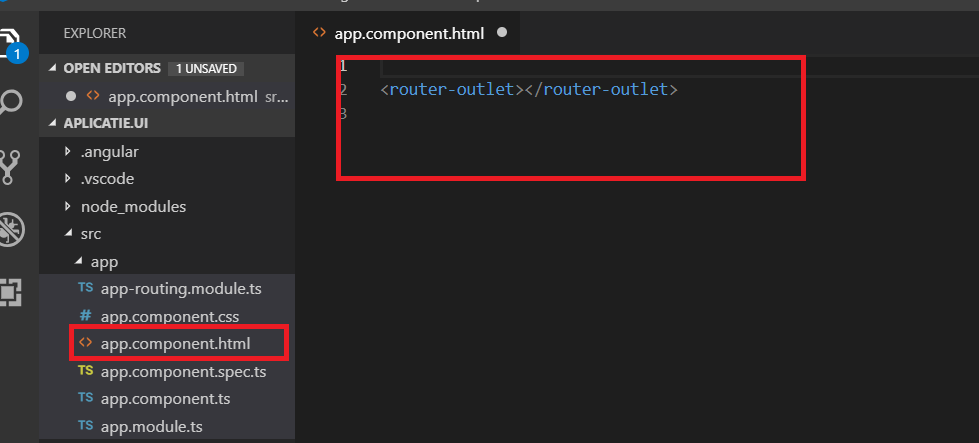 EXPLORER
OPEN EDITORS 1 UNSAVED
app.component.html sr...
APLICATIE.UI
.angular
.vscode
node_modules
src
app
TS app-routing.module.ts
# app.component.css
<> app.component.html
TS app.component.spec.ts
TS app.component.ts
TS app.module.ts
1
<> app.component.html
1
2 <router-outlet></router-outlet>
3